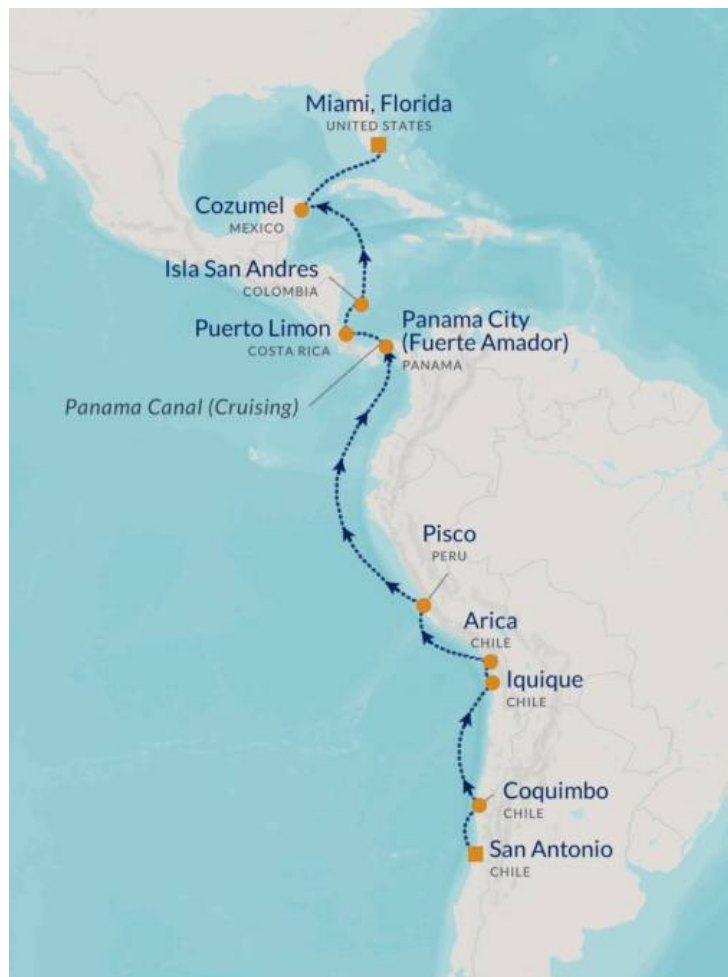 Miami, Florida
UNITED STATES
Cozumel
MEXICO
Isla San Andres
COLOMBIA
Puerto Limon
COSTA RICA
Panama City
(Fuerte Amador)
PANAMA
Panama Canal (Cruising)
Pisco
PERU
Arica
CHILE
Iquique
CHILE
Coquimbo
CHILE
San Antonio
CHILE